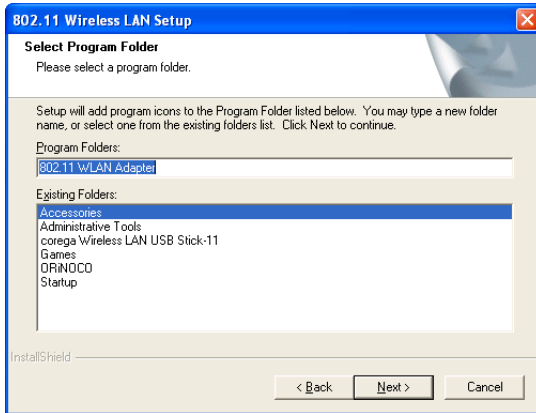 802.11 Wireless LAN Setup
Select Program Folder
Please select a program folder.
Setup will add program icons to the Program Folder listed below. You may type a new folder
name, or select one from the existing folders list. Click Next to continue.
Program Folders:
802.11 WLAN Adapter
Existing Folders:
Accessories
Administrative Tools
corega Wireless LAN USB Stick-11
Games
ORiNOCO
Startup
InstallShield
< Back Next > Cancel